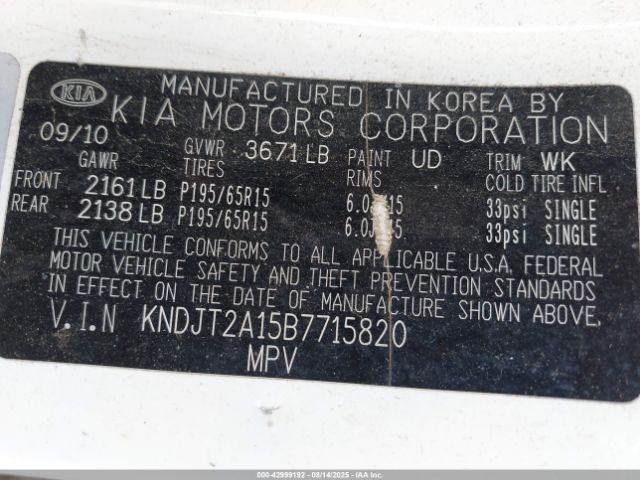 KIA
MANUFACTURED IN KOREA BY
KIA MOTORS CORPORATION
09/10 GVWR 3671 LB PAINT UD TRIM WK
GAWR TIRES RIMS COLD TIRE INFL
FRONT 2161 LB P195/65R15 15 33psi SINGLE
REAR 2138 LB P195/65R15 33psi SINGLE
THIS VEHICLE CONFORMS TO ALL APPLICABLE U.S.A. FEDERAL
MOTOR VEHICLE SAFETY AND THEFT PREVENTION STANDARDS
IN EFFECT ON THE DATE OF MANUFACTURE SHOWN ABOVE.
V.I.N KNDJT2A15B7715820
MPV
000-42999192 - 08/14/2025 - IAAI.COM